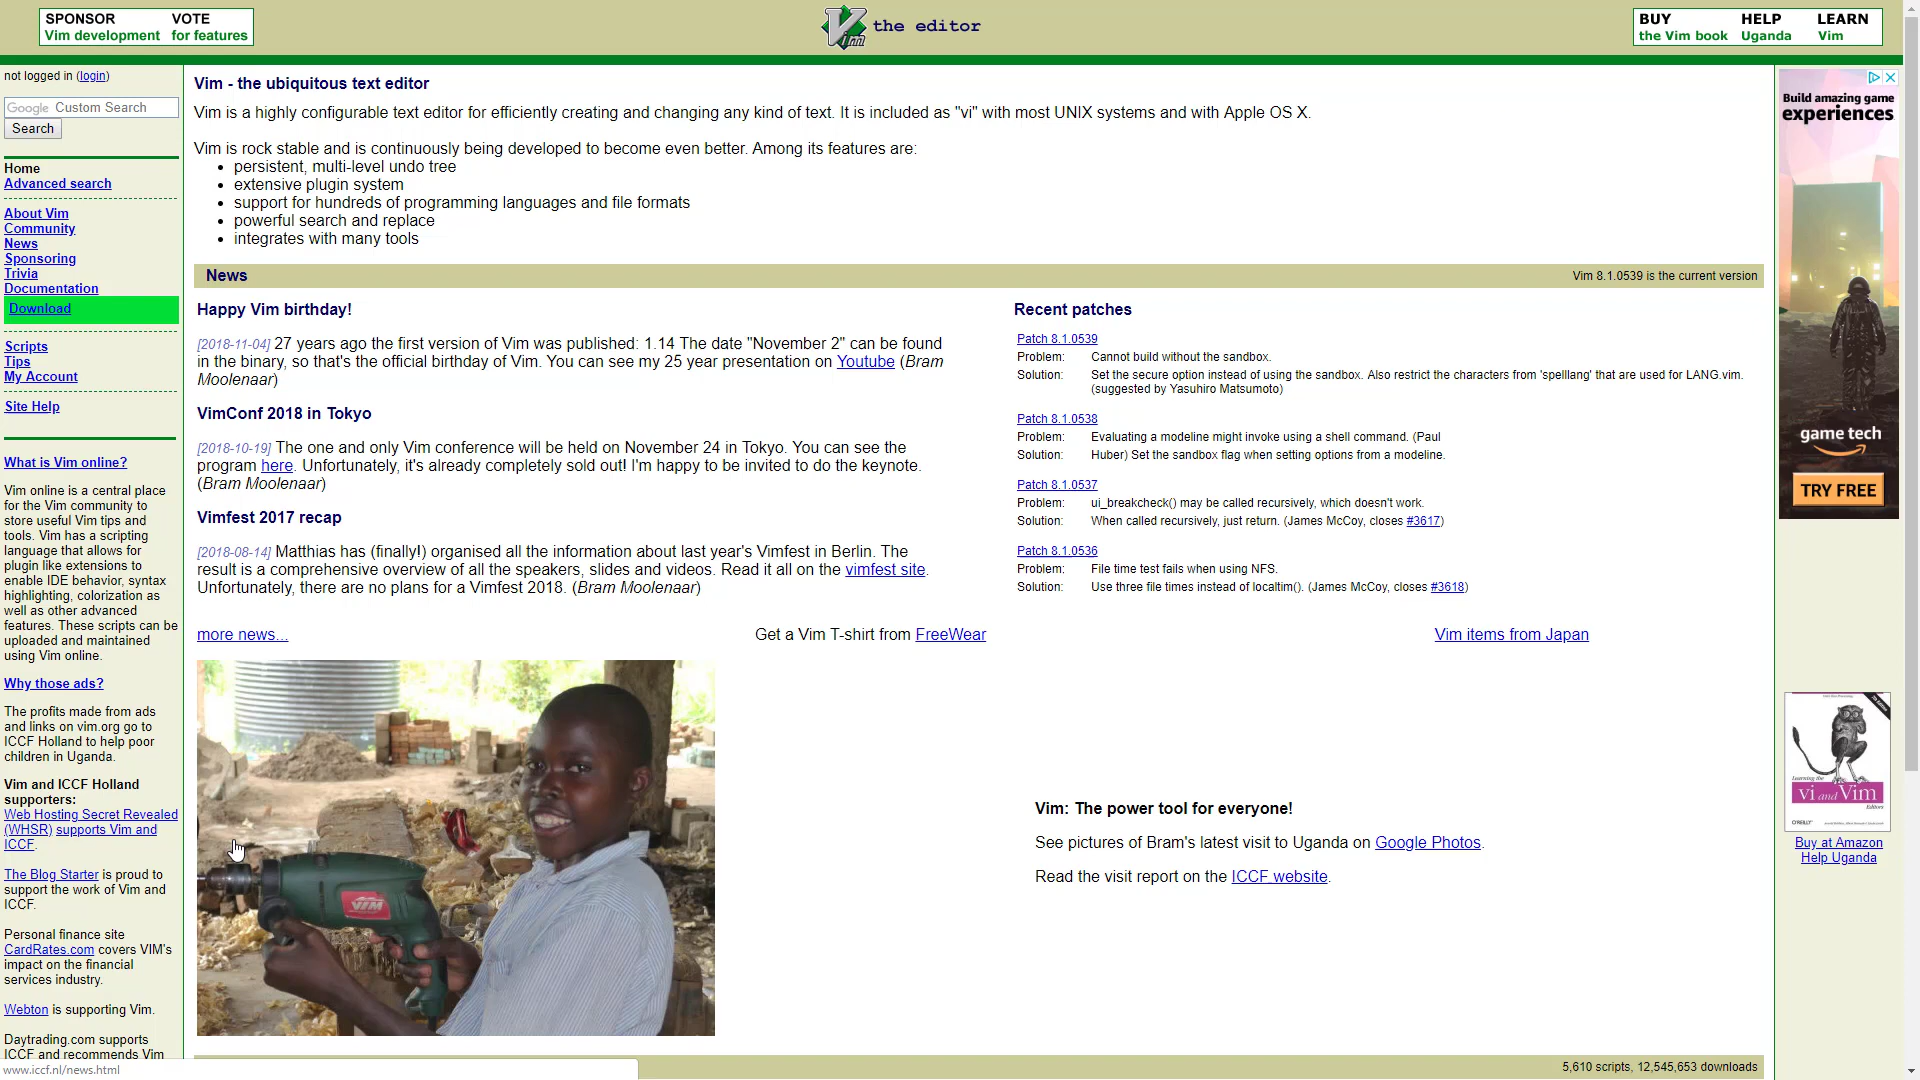 SPONSOR
Vim development
VOTE
for features
Vim
the editor
BUY
the Vim book
HELP
Uganda
LEARN
Vim
not logged in (login)
Google Custom Search
Search
Home
Advanced search
About Vim
Community
News
Sponsoring
Trivia
Documentation
Download
Scripts
Tips
My Account
Site Help
What is Vim online?
Vim online is a central place
for the Vim community to
store useful Vim tips and
tools. Vim has a scripting
language that allows for
plugin like extensions to
enable IDE behavior, syntax
highlighting, colorization as
well as other advanced
features. These scripts can be
uploaded and maintained
using Vim online.
Why those ads?
The profits made from ads
and links on vim.org go to
ICCF Holland to help poor
children in Uganda.
Vim and ICCF Holland
supporters:
Web Hosting Secret Revealed
(WHSR) supports Vim and
ICCF.
The Blog Starter is proud to
support the work of Vim and
ICCF.
Personal finance site
CardRates.com covers VIM's
impact on the financial
services industry.
Webton is supporting Vim.
Daytrading.com supports
ICCF and recommends Vim
www.iccf.nl/news.html
Vim - the ubiquitous text editor
Vim is a highly configurable text editor for efficiently creating and changing any kind of text. It is included as "vi" with most UNIX systems and with Apple OS X.
Vim is rock stable and is continuously being developed to become even better. Among its features are:
• persistent, multi-level undo tree
• extensive plugin system
• support for hundreds of programming languages and file formats
• powerful search and replace
• integrates with many tools
News
Vim 8.1.0539 is the current version
Happy Vim birthday!
[2018-11-04] 27 years ago the first version of Vim was published: 1.14 The date "November 2" can be found
in the binary, so that's the official birthday of Vim. You can see my 25 year presentation on Youtube (Bram
Moolenaar)
VimConf 2018 in Tokyo
[2018-10-19] The one and only Vim conference will be held on November 24 in Tokyo. You can see the
program here. Unfortunately, it's already completely sold out! I'm happy to be invited to do the keynote.
(Bram Moolenaar)
Vimfest 2017 recap
[2018-08-14] Matthias has (finally!) organised all the information about last year's Vimfest in Berlin. The
result is a comprehensive overview of all the speakers, slides and videos. Read it all on the vimfest site.
Unfortunately, there are no plans for a Vimfest 2018. (Bram Moolenaar)
more news...
Get a Vim T-shirt from FreeWear
Recent patches
Patch 8.1.0539
Problem: Cannot build without the sandbox.
Solution: Set the secure option instead of using the sandbox. Also restrict the characters from 'spelllang' that are used for LANG.vim.
(suggested by Yasuhiro Matsumoto)
Patch 8.1.0538
Problem: Evaluating a modeline might invoke using a shell command. (Paul
Solution: Huber) Set the sandbox flag when setting options from a modeline.
Patch 8.1.0537
Problem: ui_breakcheck() may be called recursively, which doesn't work.
Solution: When called recursively, just return. (James McCoy, closes #3617)
Patch 8.1.0536
Problem: File time test fails when using NFS.
Solution: Use three file times instead of localtim(). (James McCoy, closes #3618)
Vim items from Japan
VIM
Vim: The power tool for everyone!
See pictures of Bram's latest visit to Uganda on Google Photos.
Read the visit report on the ICCF website.
5,610 scripts, 12,545,653 downloads
Build amazing game
experiences
game tech
TRY FREE
Learning the
vi and Vim
Editors
O'REILLY
Buy at Amazon
Help Uganda